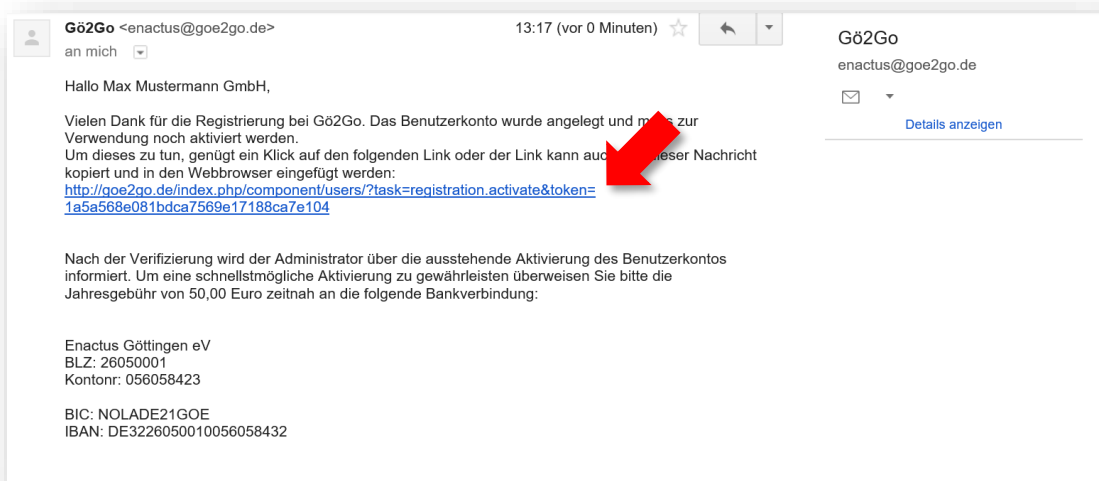 Gö2Go <enactus@goe2go.de> 13:17 (vor 0 Minuten)
an mich
Hallo Max Mustermann GmbH,
Vielen Dank für die Registrierung bei Gö2Go. Das Benutzerkonto wurde angelegt und zur
Verwendung noch aktiviert werden.
Um dieses zu tun, genügt ein Klick auf den folgenden Link oder der Link kann Nachricht
kopiert und in den Webbrowser eingefügt werden:
http://goe2go.de/index.php/component/users/?task=registration.activate&token=
1a5a568e081bdca7569e17188ca7e104
Nach der Verifizierung wird der Administrator über die ausstehende Aktivierung des Benutzerkontos
informiert. Um eine schnellstmögliche Aktivierung zu gewährleisten überweisen Sie bitte die
Jahresgebühr von 50,00 Euro zeitnah an die folgende Bankverbindung:
Enactus Göttingen eV
BLZ: 26050001
Kontonr: 056058423
BIC: NOLADE21GOE
IBAN: DE3226050010056058432
Gö2Go
enactus@goe2go.de
Details anzeigen